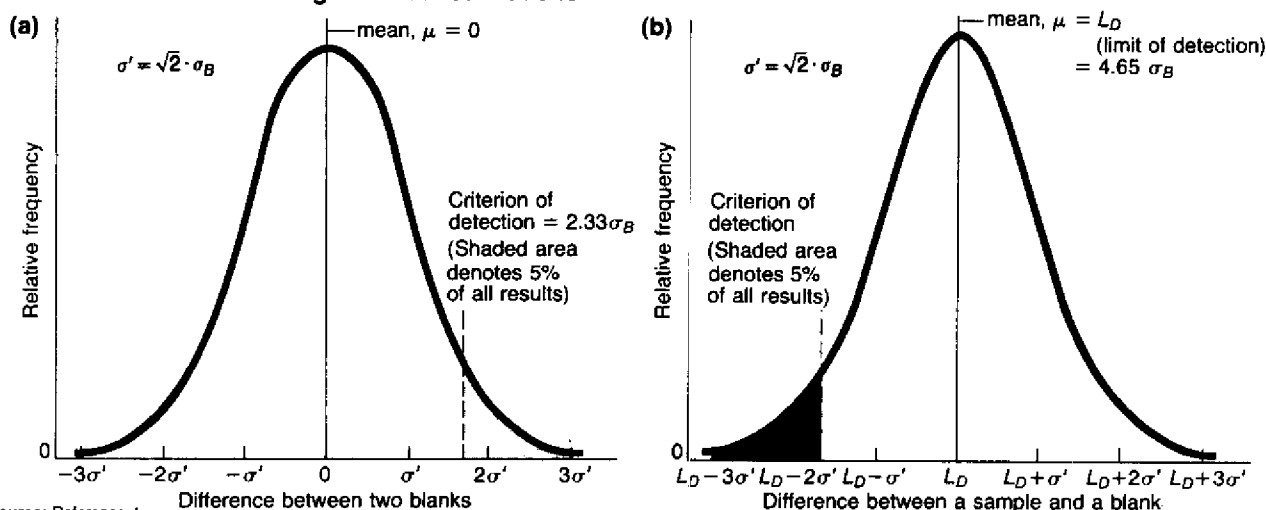 (a)
mean, μ = 0
σ' = √2 · σB
Relative frequency
Criterion of
detection = 2.33σB
(Shaded area
denotes 5%
of all results)
0
−3σ' −2σ' −σ' 0 σ' 2σ' 3σ'
Difference between two blanks
(b)
mean, μ = LD
(limit of detection)
= 4.65 σB
σ' = √2 · σB
Relative frequency
Criterion of
detection
(Shaded area
denotes 5%
of all results)
0
LD−3σ' LD−2σ' LD−σ' LD LD+σ' LD+2σ' LD+3σ'
Difference between a sample and a blank